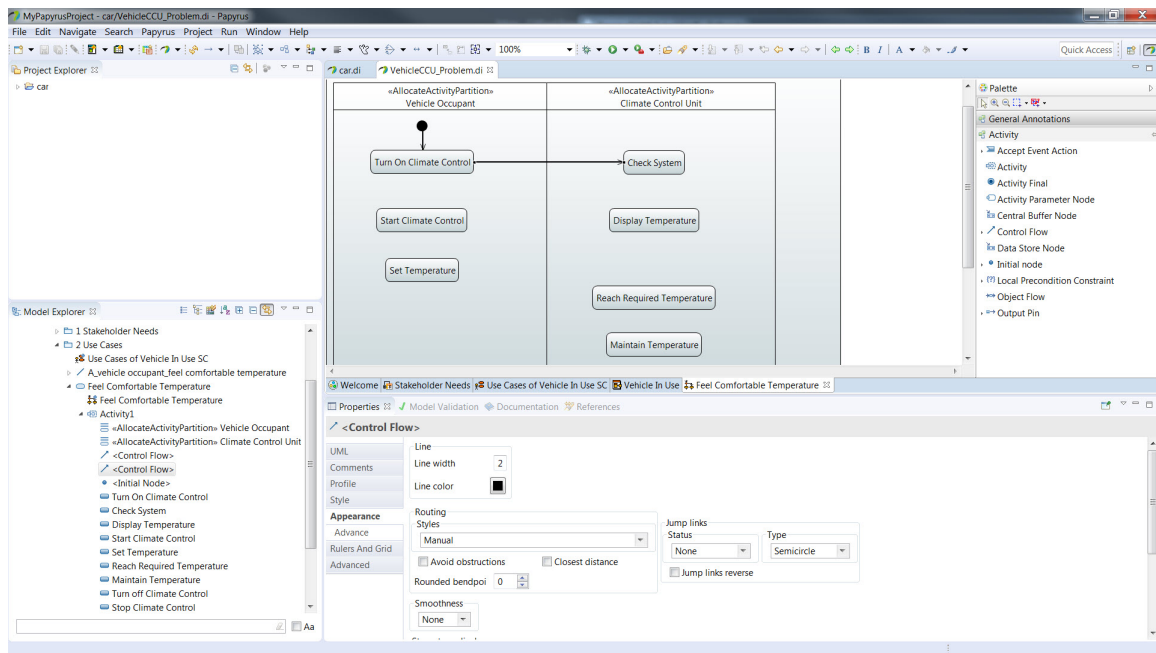 MyPapyrusProject - car/VehicleCCU_Problem.di - Papyrus
File Edit Navigate Search Papyrus Project Run Window Help
100%
Quick Access
B I A
Project Explorer
car
car.di VehicleCCU_Problem.di
«AllocateActivityPartition»
Vehicle Occupant
«AllocateActivityPartition»
Climate Control Unit
Turn On Climate Control
Check System
Start Climate Control
Display Temperature
Set Temperature
Reach Required Temperature
Maintain Temperature
Palette
General Annotations
Activity
Accept Event Action
Activity
Activity Final
Activity Parameter Node
Central Buffer Node
Control Flow
Data Store Node
Initial node
Local Precondition Constraint
Object Flow
Output Pin
Model Explorer
1 Stakeholder Needs
2 Use Cases
Use Cases of Vehicle In Use SC
A_vehicle occupant_feel comfortable temperature
Feel Comfortable Temperature
Feel Comfortable Temperature
Activity1
«AllocateActivityPartition» Vehicle Occupant
«AllocateActivityPartition» Climate Control Unit
<Control Flow>
<Control Flow>
<Initial Node>
Turn On Climate Control
Check System
Display Temperature
Start Climate Control
Set Temperature
Reach Required Temperature
Maintain Temperature
Turn off Climate Control
Stop Climate Control
Aa
Welcome Stakeholder Needs Use Cases of Vehicle In Use SC Vehicle In Use Feel Comfortable Temperature
Properties Model Validation Documentation References
<Control Flow>
UML
Comments
Profile
Style
Appearance
Advance
Rulers And Grid
Advanced
Line
Line width 2
Line color
Routing
Styles
Manual
Avoid obstructions Closest distance
Rounded bendpoi 0
Smoothness
None
Jump links
Status Type
None Semicircle
Jump links reverse